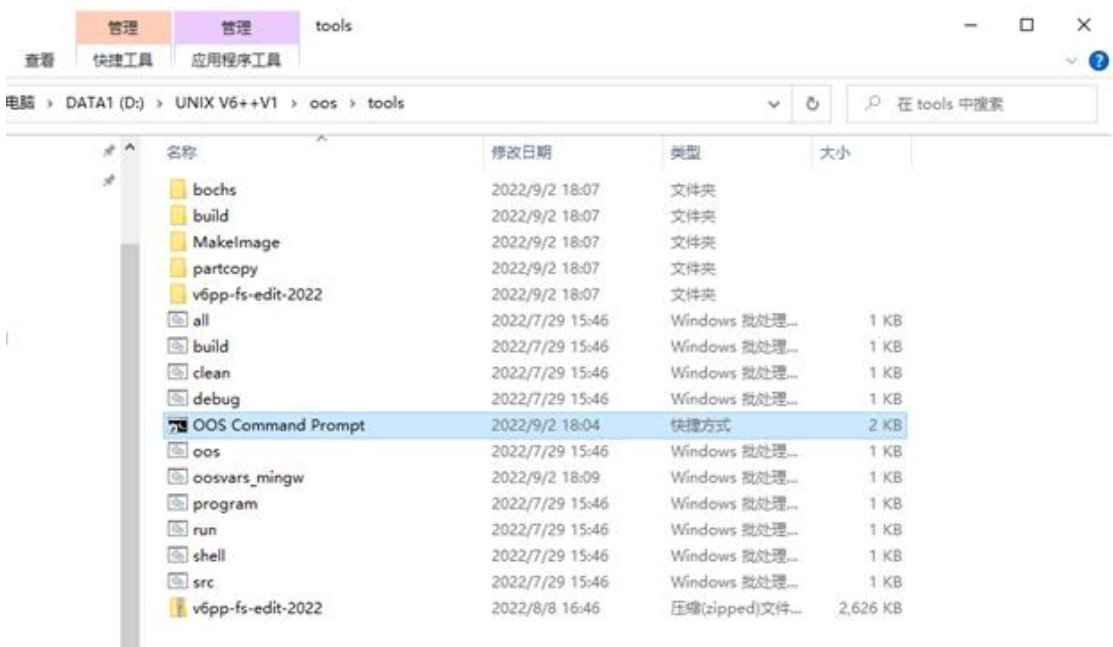 管理 管理 tools
查看 快捷工具 应用程序工具
电脑 › DATA1 (D:) › UNIX V6++V1 › oos › tools 在 tools 中搜索
名称 修改日期 类型 大小
bochs 2022/9/2 18:07 文件夹
build 2022/9/2 18:07 文件夹
MakeImage 2022/9/2 18:07 文件夹
partcopy 2022/9/2 18:07 文件夹
v6pp-fs-edit-2022 2022/9/2 18:07 文件夹
all 2022/7/29 15:46 Windows 批处理... 1 KB
build 2022/7/29 15:46 Windows 批处理... 1 KB
clean 2022/7/29 15:46 Windows 批处理... 1 KB
debug 2022/7/29 15:46 Windows 批处理... 1 KB
OOS Command Prompt 2022/9/2 18:04 快捷方式 2 KB
oos 2022/7/29 15:46 Windows 批处理... 1 KB
oosvars_mingw 2022/9/2 18:09 Windows 批处理... 1 KB
program 2022/7/29 15:46 Windows 批处理... 1 KB
run 2022/7/29 15:46 Windows 批处理... 1 KB
shell 2022/7/29 15:46 Windows 批处理... 1 KB
src 2022/7/29 15:46 Windows 批处理... 1 KB
v6pp-fs-edit-2022 2022/8/8 16:46 压缩(zipped)文件... 2,626 KB